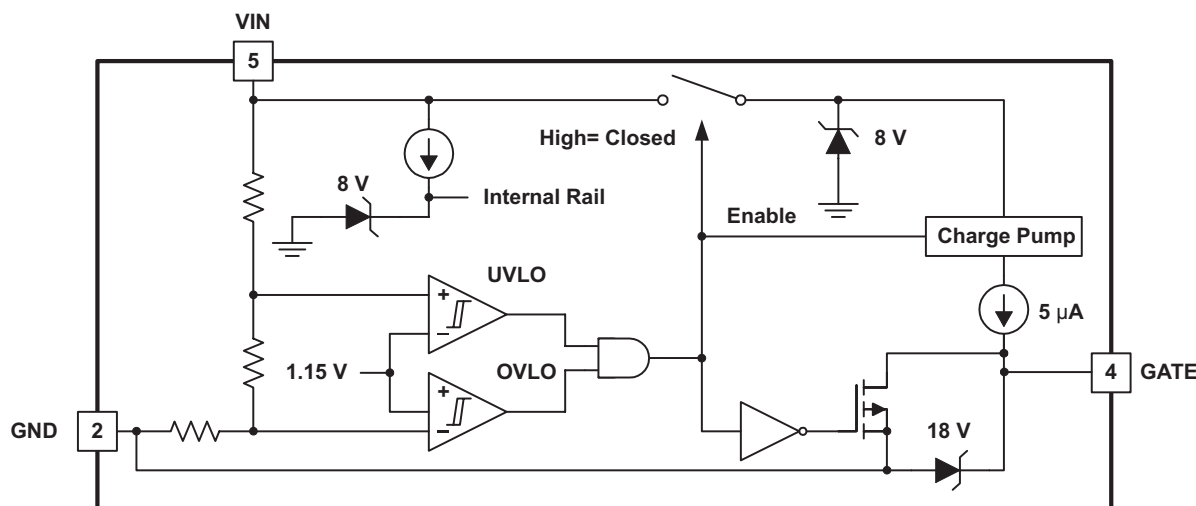 VIN
5
High= Closed
8 V
8 V
Internal Rail
Enable
Charge Pump
UVLO
+
−
5 µA
1.15 V
OVLO
+
−
4
GATE
GND
2
18 V